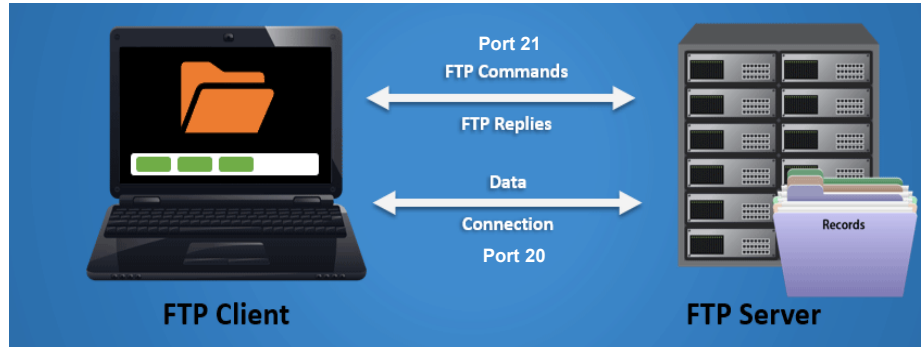 Port 21
FTP Commands
FTP Replies
Data
Connection
Port 20
Records
FTP Client
FTP Server